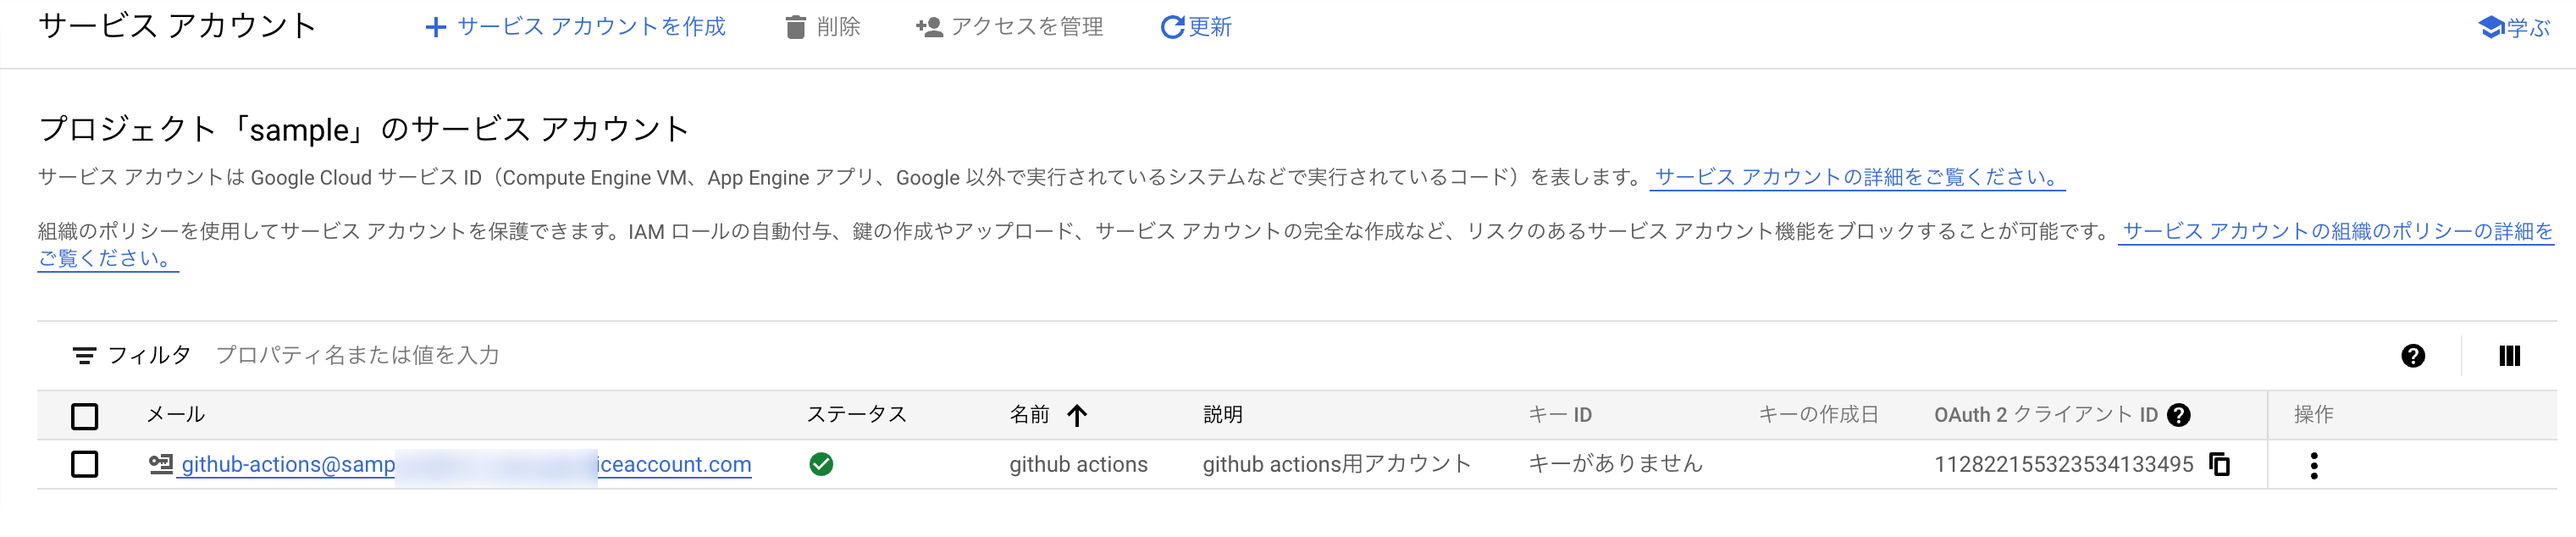 サービス アカウント サービス アカウントを作成 削除 アクセスを管理 更新 学ぶ
プロジェクト「sample」のサービス アカウント
サービス アカウントは Google Cloud サービス ID（Compute Engine VM、App Engine アプリ、Google 以外で実行されているシステムなどで実行されているコード）を表します。 サービス アカウントの詳細をご覧ください。
組織のポリシーを使用してサービス アカウントを保護できます。IAM ロールの自動付与、鍵の作成やアップロード、サービス アカウントの完全な作成など、リスクのあるサービス アカウント機能をブロックすることが可能です。 サービス アカウントの組織のポリシーの詳細を
ご覧ください。
フィルタ プロパティ名または値を入力
メール ステータス 名前 説明 キー ID キーの作成日 OAuth 2 クライアント ID 操作
github-actions@samp iceaccount.com github actions github actions用アカウント キーがありません 112822155323534133495